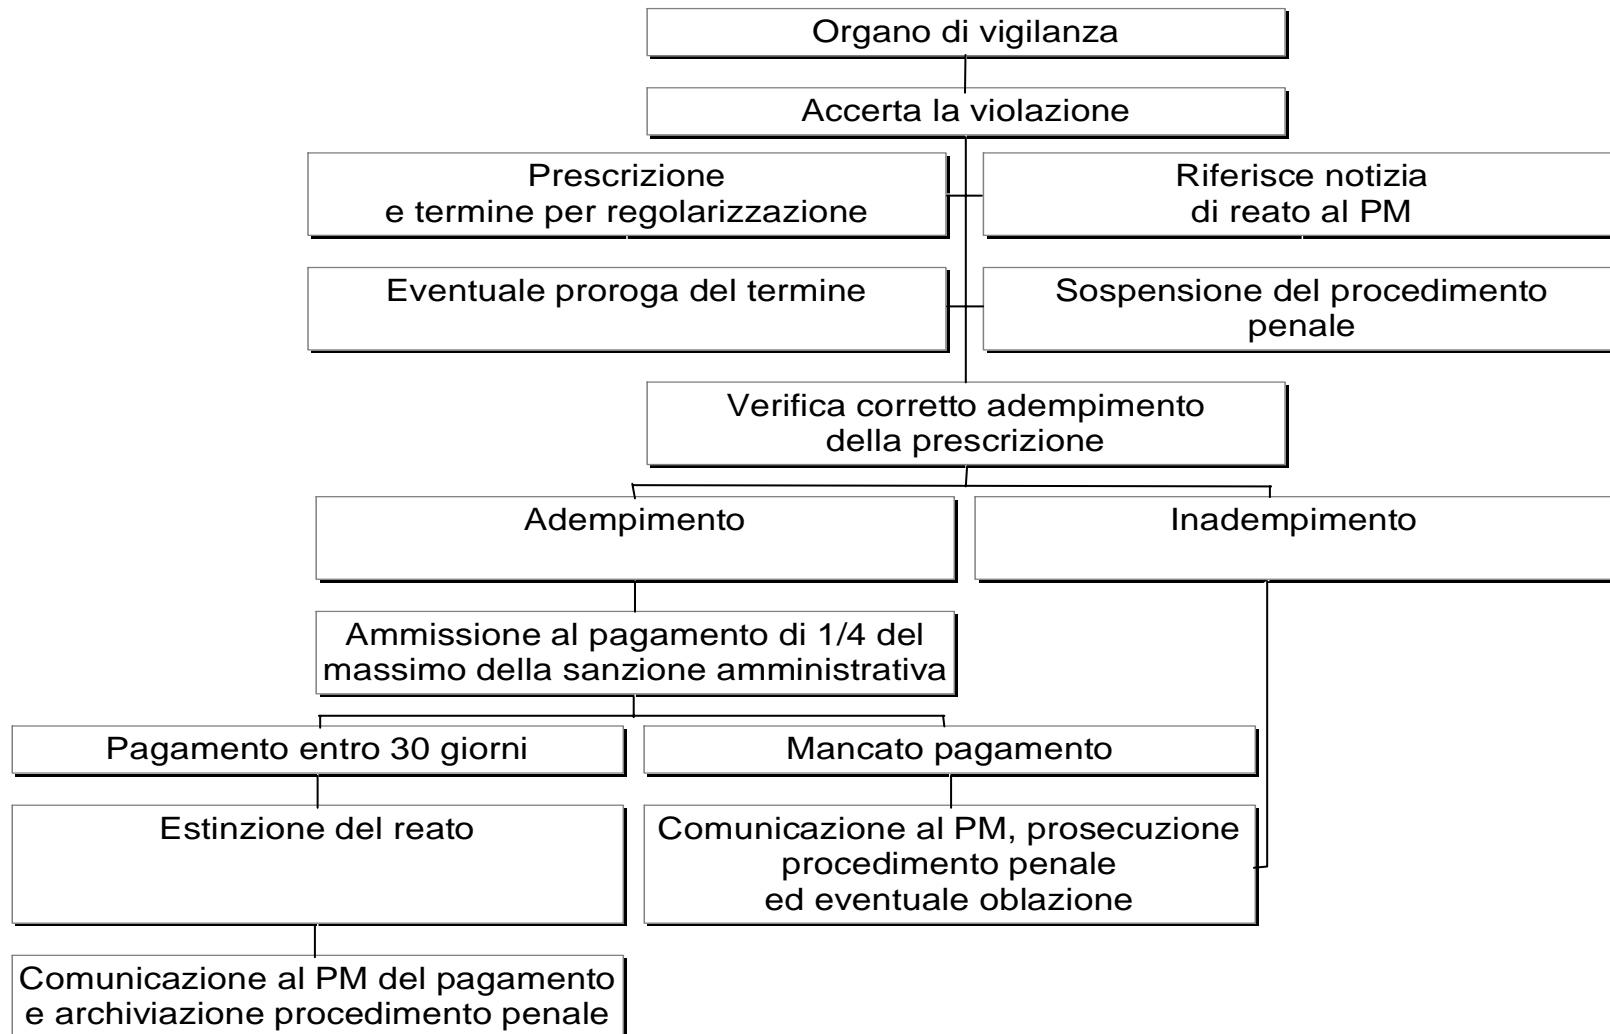 Organo di vigilanza
Accerta la violazione
Prescrizione
e termine per regolarizzazione
Riferisce notizia
di reato al PM
Eventuale proroga del termine
Sospensione del procedimento
penale
Verifica corretto adempimento
della prescrizione
Adempimento
Inadempimento
Ammissione al pagamento di 1/4 del
massimo della sanzione amministrativa
Pagamento entro 30 giorni
Mancato pagamento
Estinzione del reato
Comunicazione al PM, prosecuzione
procedimento penale
ed eventuale oblazione
Comunicazione al PM del pagamento
e archiviazione procedimento penale